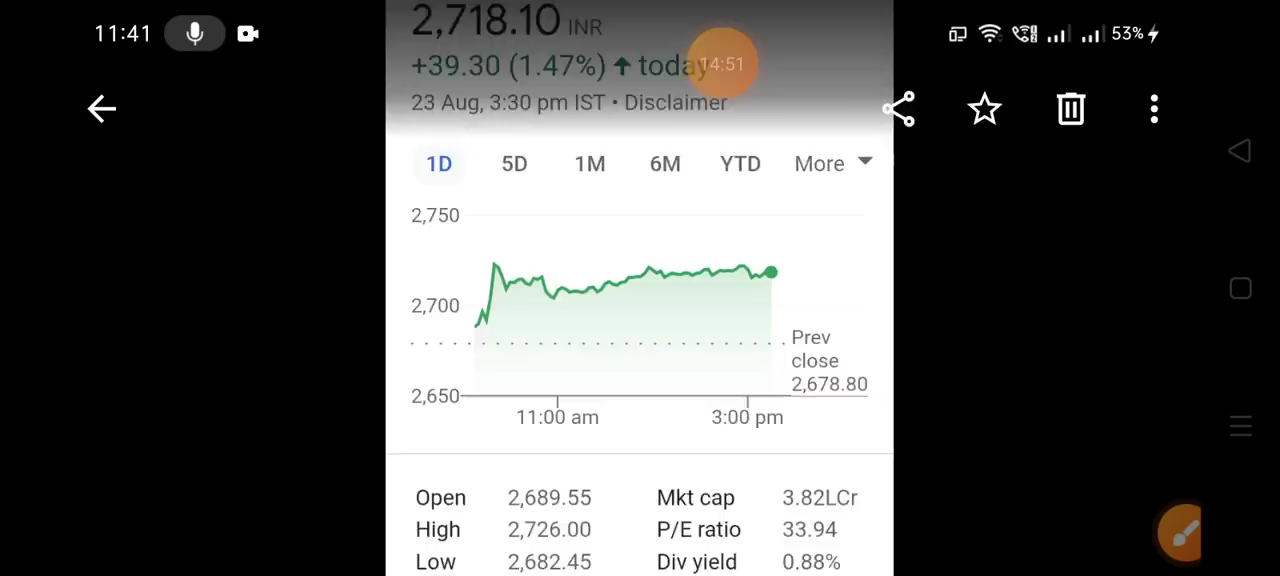 11:41
53%
2,718.10 INR
+39.30 (1.47%) ↑ today
14:51
23 Aug, 3:30 pm IST • Disclaimer
1D 5D 1M 6M YTD More
2,750
2,700
Prev
close
2,678.80
2,650
11:00 am 3:00 pm
Open 2,689.55 Mkt cap 3.82LCr
High 2,726.00 P/E ratio 33.94
Low 2,682.45 Div yield 0.88%